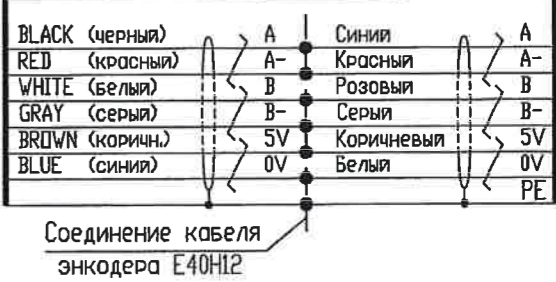 BLACK (черный) A Синий A
RED (красный) A- Красный A-
WHITE (белый) B Розовый B
GRAY (серый) B- Серый B-
BROWN (коричн.) 5V Коричневый 5V
BLUE (синий) 0V Белый 0V
PE
Соединение кабеля
энкодера E40H12